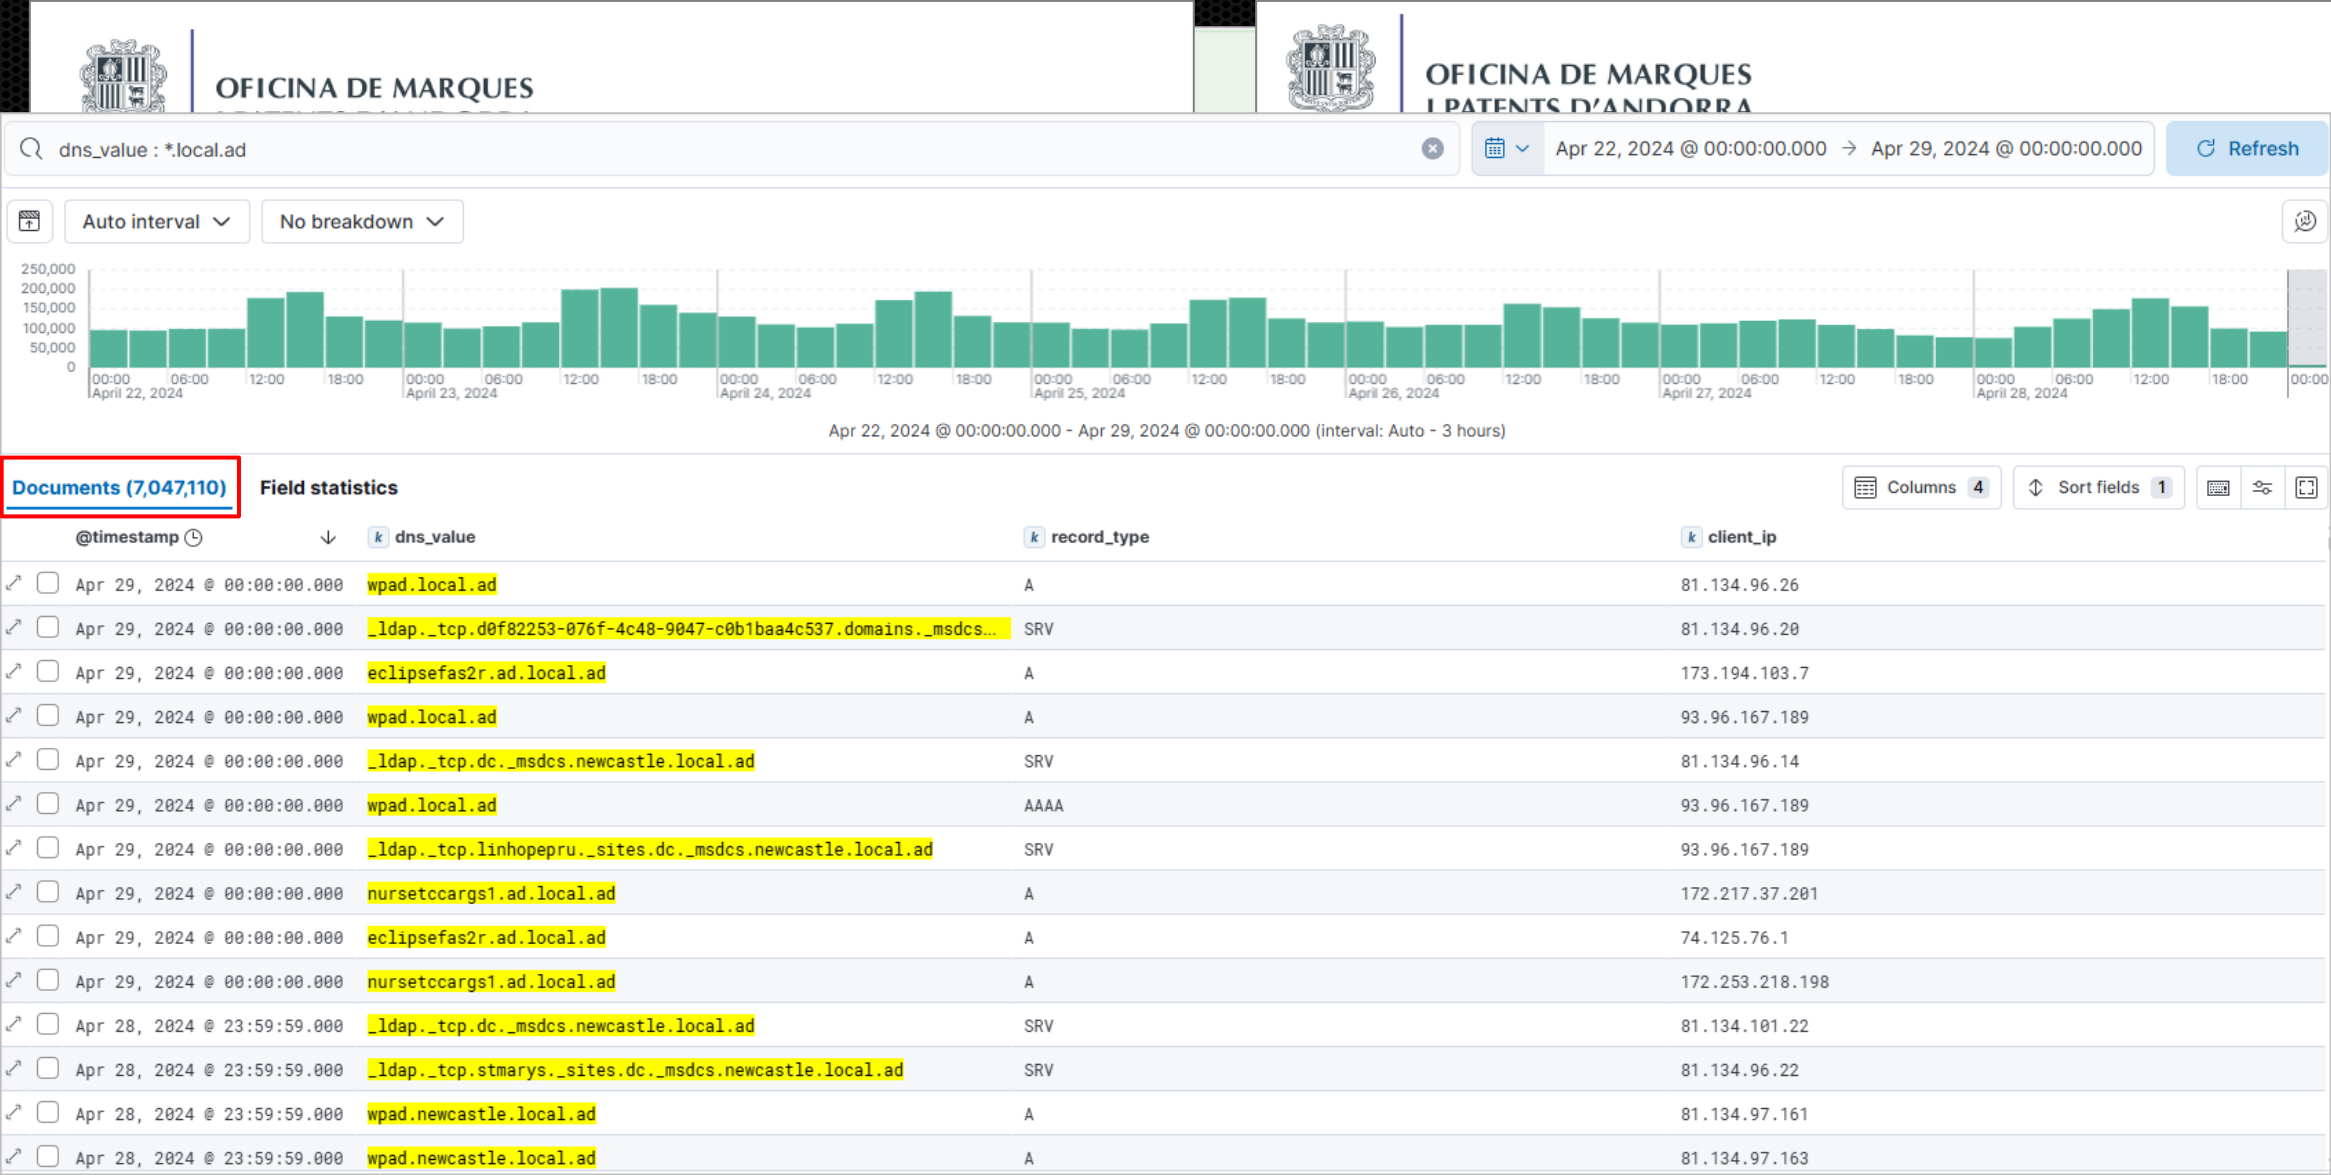 OFICINA DE MARQUES
OFICINA DE MARQUES
I PATENTS D'ANDORRA
dns_value : *.local.ad
Apr 22, 2024 @ 00:00:00.000 → Apr 29, 2024 @ 00:00:00.000
Refresh
Auto interval
No breakdown
250,000
200,000
150,000
100,000
50,000
0
00:00 06:00 12:00 18:00 00:00 06:00 12:00 18:00 00:00 06:00 12:00 18:00 00:00 06:00 12:00 18:00 00:00 06:00 12:00 18:00 00:00 06:00 12:00 18:00 00:00 06:00 12:00 18:00 00:00
April 22, 2024 April 23, 2024 April 24, 2024 April 25, 2024 April 26, 2024 April 27, 2024 April 28, 2024
Apr 22, 2024 @ 00:00:00.000 - Apr 29, 2024 @ 00:00:00.000 (interval: Auto - 3 hours)
Documents (7,047,110) Field statistics Columns 4 Sort fields 1
@timestamp k dns_value k record_type k client_ip
Apr 29, 2024 @ 00:00:00.000 wpad.local.ad A 81.134.96.26
Apr 29, 2024 @ 00:00:00.000 _ldap._tcp.d0f82253-076f-4c48-9047-c0b1baa4c537.domains._msdcs... SRV 81.134.96.20
Apr 29, 2024 @ 00:00:00.000 eclipsefas2r.ad.local.ad A 173.194.103.7
Apr 29, 2024 @ 00:00:00.000 wpad.local.ad A 93.96.167.189
Apr 29, 2024 @ 00:00:00.000 _ldap._tcp.dc._msdcs.newcastle.local.ad SRV 81.134.96.14
Apr 29, 2024 @ 00:00:00.000 wpad.local.ad AAAA 93.96.167.189
Apr 29, 2024 @ 00:00:00.000 _ldap._tcp.linhopepru._sites.dc._msdcs.newcastle.local.ad SRV 93.96.167.189
Apr 29, 2024 @ 00:00:00.000 nursetccargs1.ad.local.ad A 172.217.37.201
Apr 29, 2024 @ 00:00:00.000 eclipsefas2r.ad.local.ad A 74.125.76.1
Apr 29, 2024 @ 00:00:00.000 nursetccargs1.ad.local.ad A 172.253.218.198
Apr 28, 2024 @ 23:59:59.000 _ldap._tcp.dc._msdcs.newcastle.local.ad SRV 81.134.101.22
Apr 28, 2024 @ 23:59:59.000 _ldap._tcp.stmarys._sites.dc._msdcs.newcastle.local.ad SRV 81.134.96.22
Apr 28, 2024 @ 23:59:59.000 wpad.newcastle.local.ad A 81.134.97.161
Apr 28, 2024 @ 23:59:59.000 wpad.newcastle.local.ad A 81.134.97.163